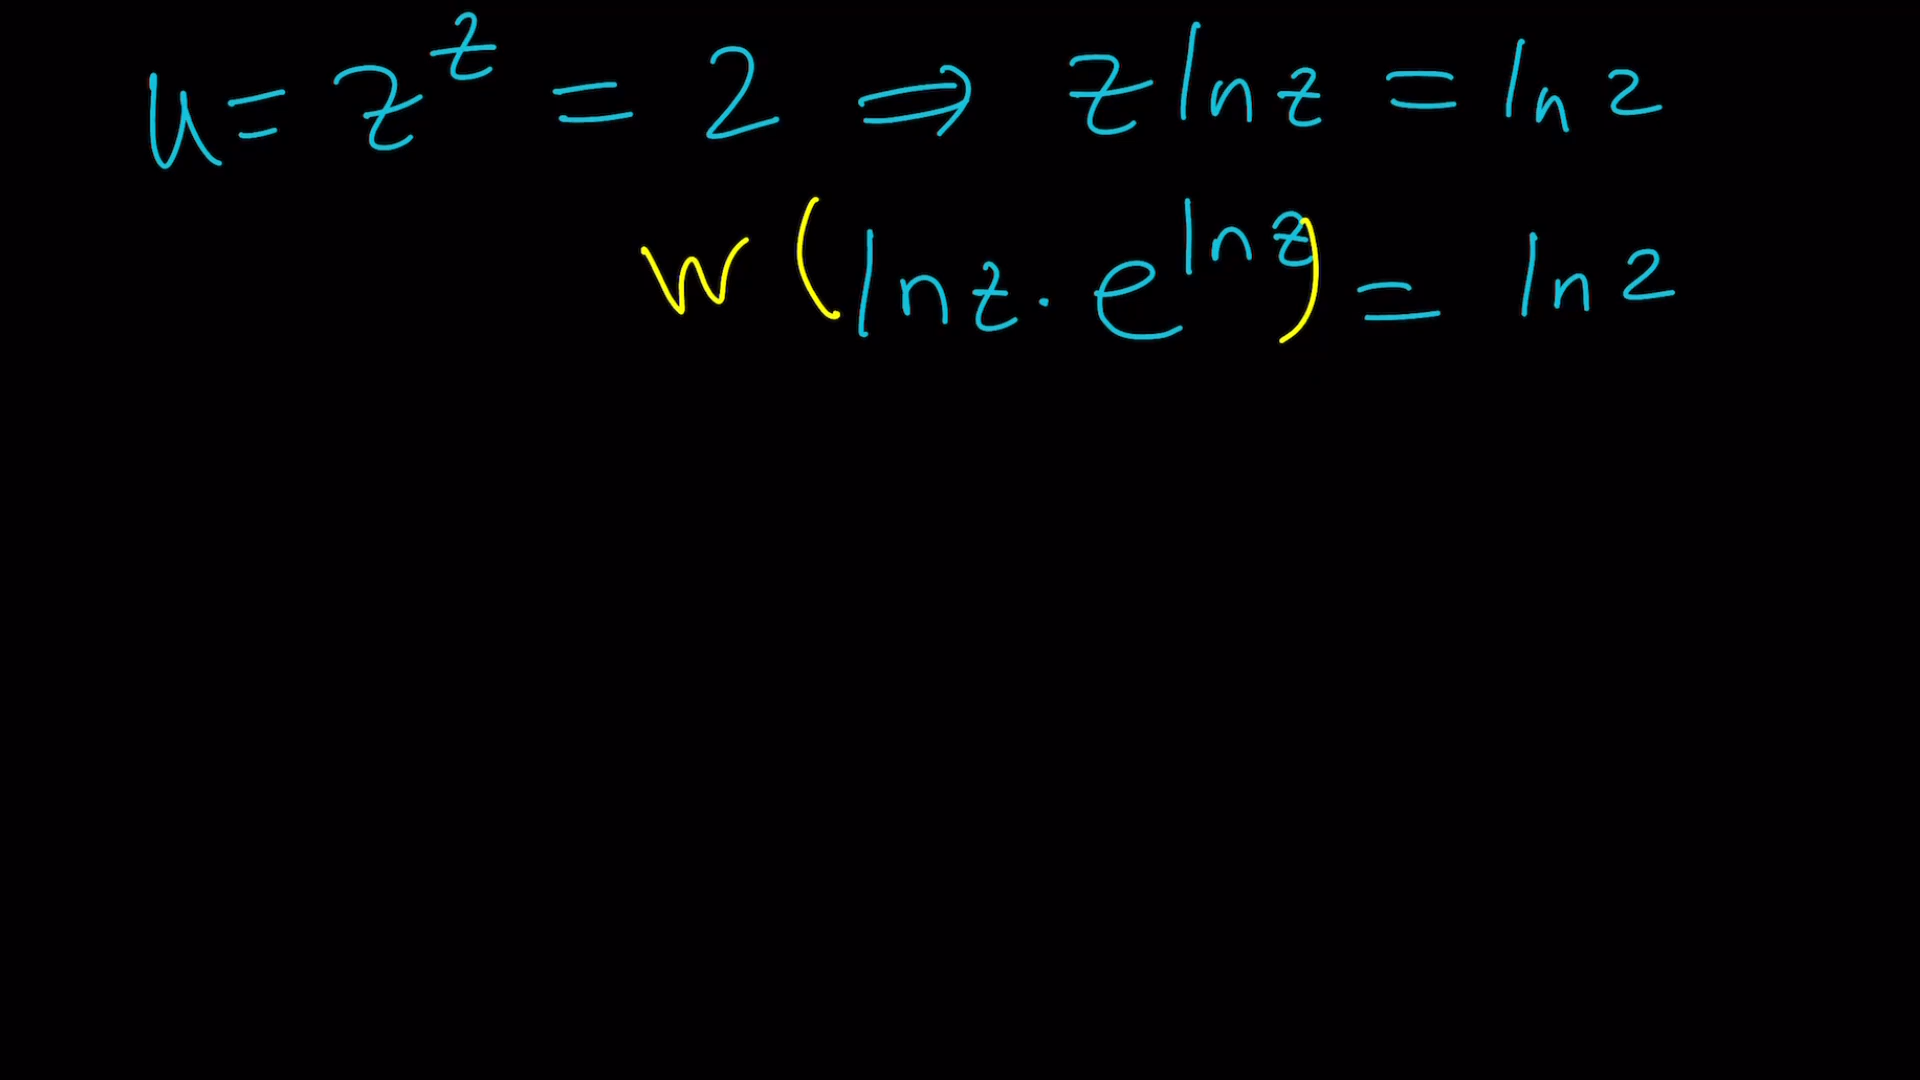 u = z^z = 2 ⇒ z ln z = ln 2
W(ln z · e^ln z) = ln 2